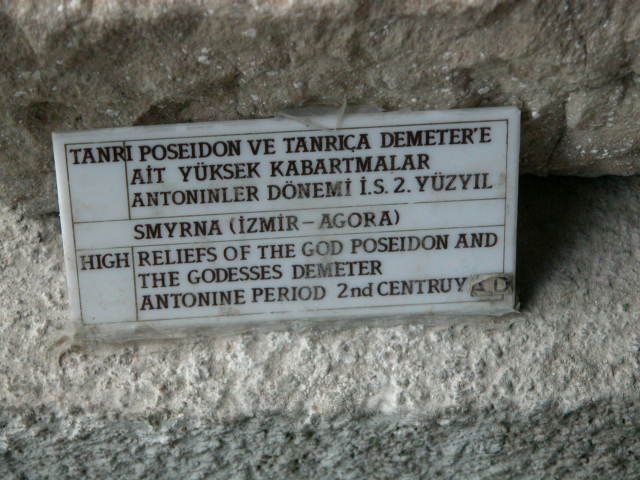 TANRI POSEIDON VE TANRIÇA DEMETER'E
AİT YÜKSEK KABARTMALAR
ANTONINLER DÖNEMİ İ.S. 2. YÜZYIL
SMYRNA (İZMİR-AGORA)
HIGH RELIEFS OF THE GOD POSEIDON AND
THE GODESSES DEMETER
ANTONINE PERIOD 2nd CENTRUY A.D